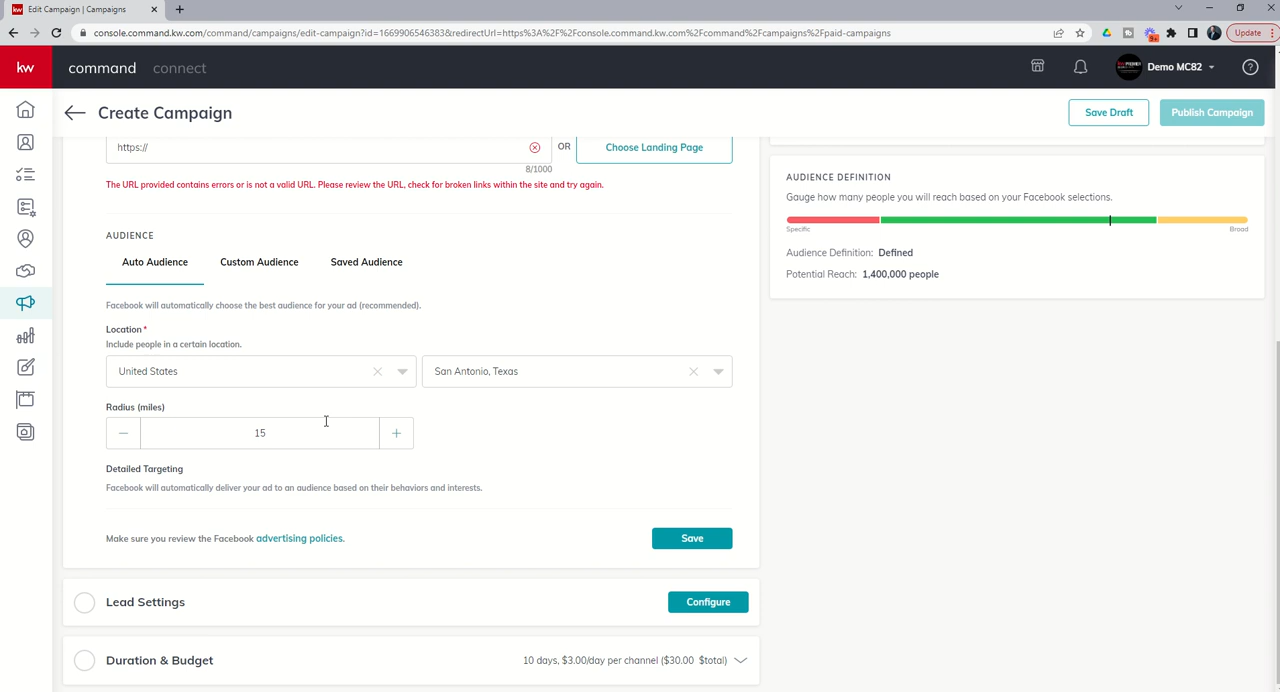 Edit Campaign | Campaigns
console.command.kw.com/command/campaigns/edit-campaign?id=1669906546383&redirectUrl=https%3A%2F%2Fconsole.command.kw.com%2Fcommand%2Fcampaigns%2Fpaid-campaigns
Update
kw command connect Demo MC82
Create Campaign Save Draft Publish Campaign
https:// OR Choose Landing Page
8/1000
The URL provided contains errors or is not a valid URL. Please review the URL, check for broken links within the site and try again.
AUDIENCE
Auto Audience Custom Audience Saved Audience
Facebook will automatically choose the best audience for your ad (recommended).
Location*
Include people in a certain location.
United States San Antonio, Texas
Radius (miles)
− 15 +
Detailed Targeting
Facebook will automatically deliver your ad to an audience based on their behaviors and interests.
Make sure you review the Facebook advertising policies. Save
Lead Settings Configure
Duration & Budget 10 days, $3.00/day per channel ($30.00 $total)
AUDIENCE DEFINITION
Gauge how many people you will reach based on your Facebook selections.
Specific Broad
Audience Definition: Defined
Potential Reach: 1,400,000 people